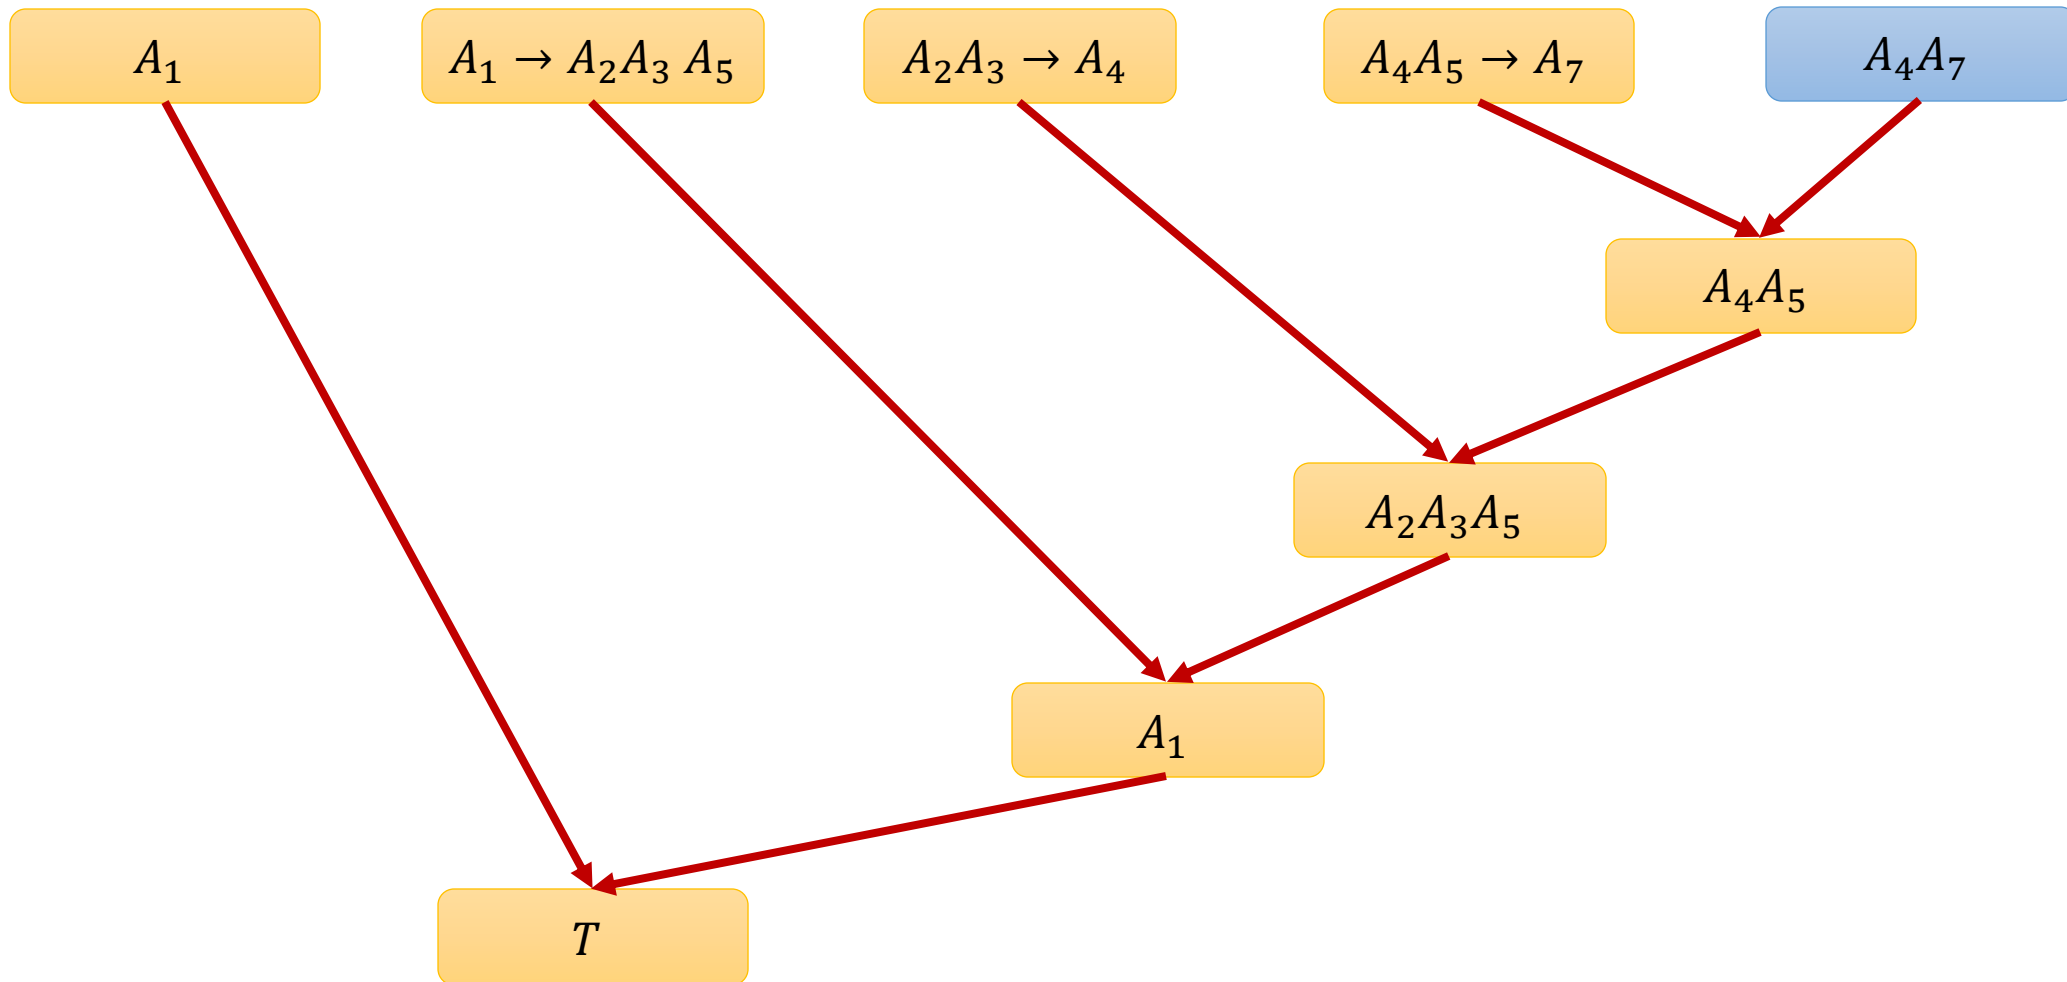 A₁
A₁ → A₂A₃ A₅
A₂A₃ → A₄
A₄A₅ → A₇
A₄A₇
A₄A₅
A₂A₃A₅
A₁
T